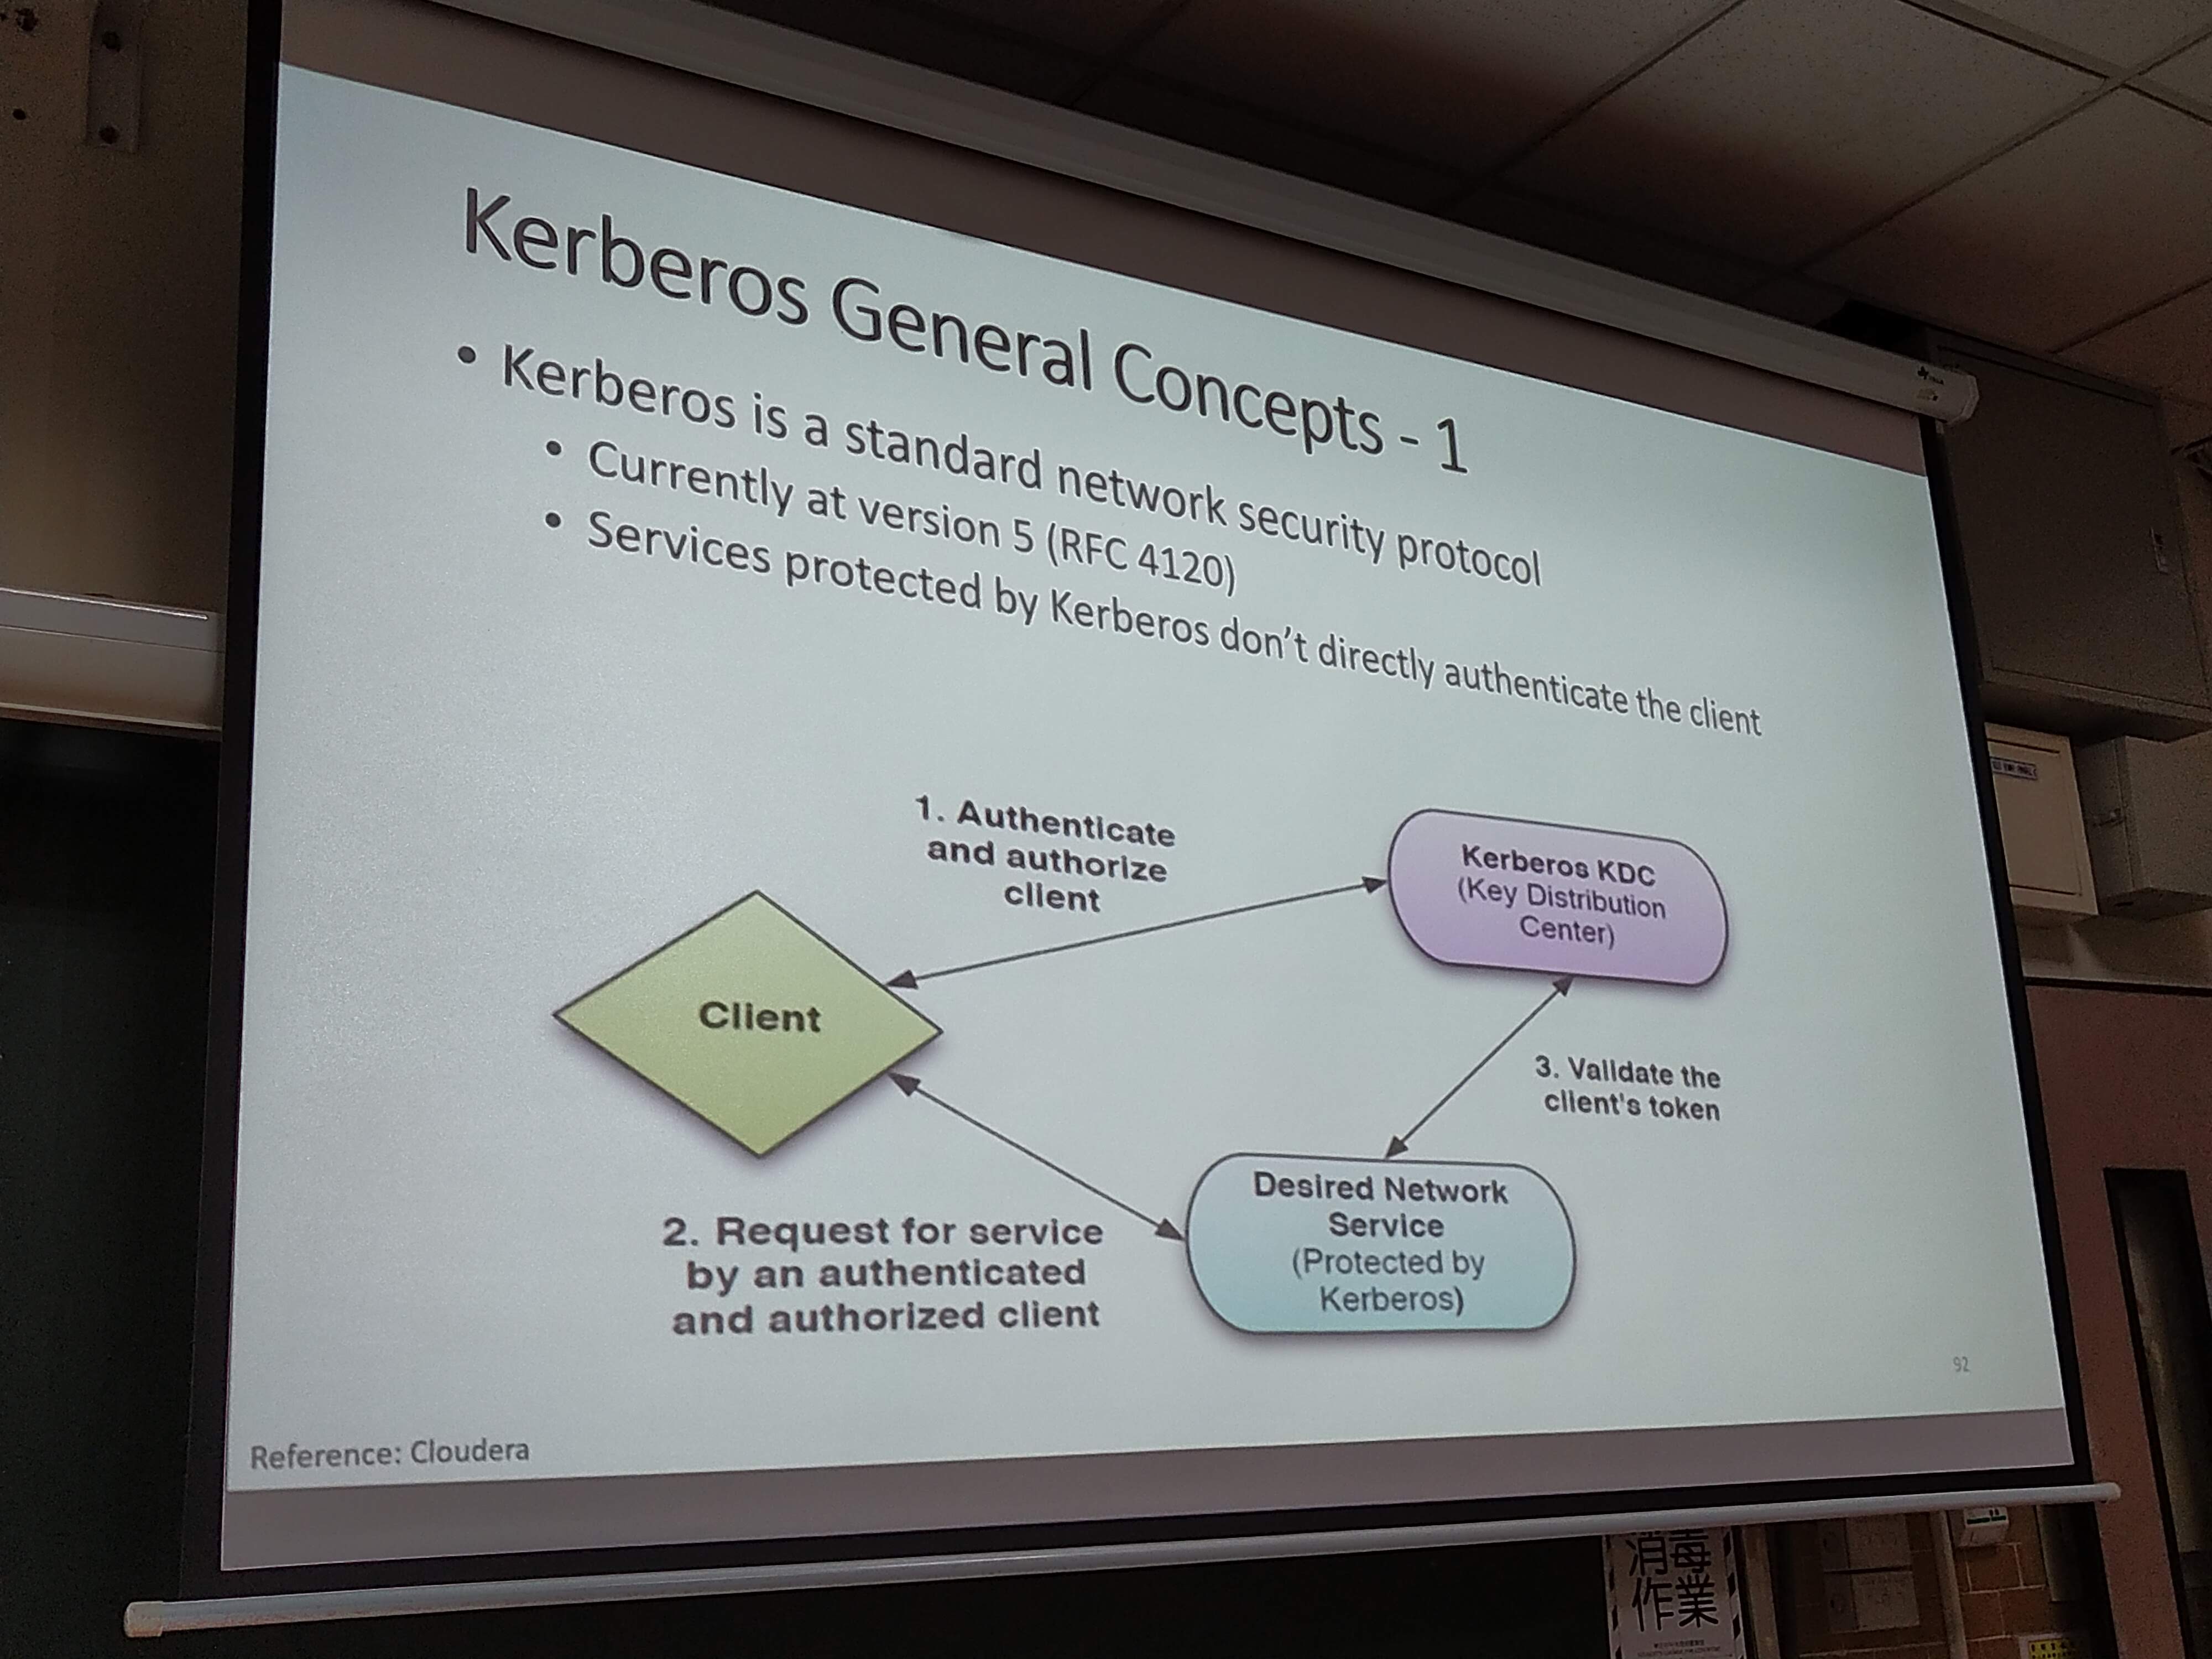 Kerberos General Concepts - 1
• Kerberos is a standard network security protocol
• Currently at version 5 (RFC 4120)
• Services protected by Kerberos don't directly authenticate the client
1. Authenticate
and authorize
client
Kerberos KDC
(Key Distribution
Center)
Client
3. Validate the
client's token
Desired Network
Service
(Protected by
Kerberos)
2. Request for service
by an authenticated
and authorized client
92
Reference: Cloudera
消毒
作業